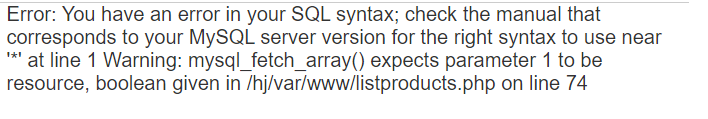 Error: You have an error in your SQL syntax; check the manual that
corresponds to your MySQL server version for the right syntax to use near
'*' at line 1 Warning: mysql_fetch_array() expects parameter 1 to be
resource, boolean given in /hj/var/www/listproducts.php on line 74